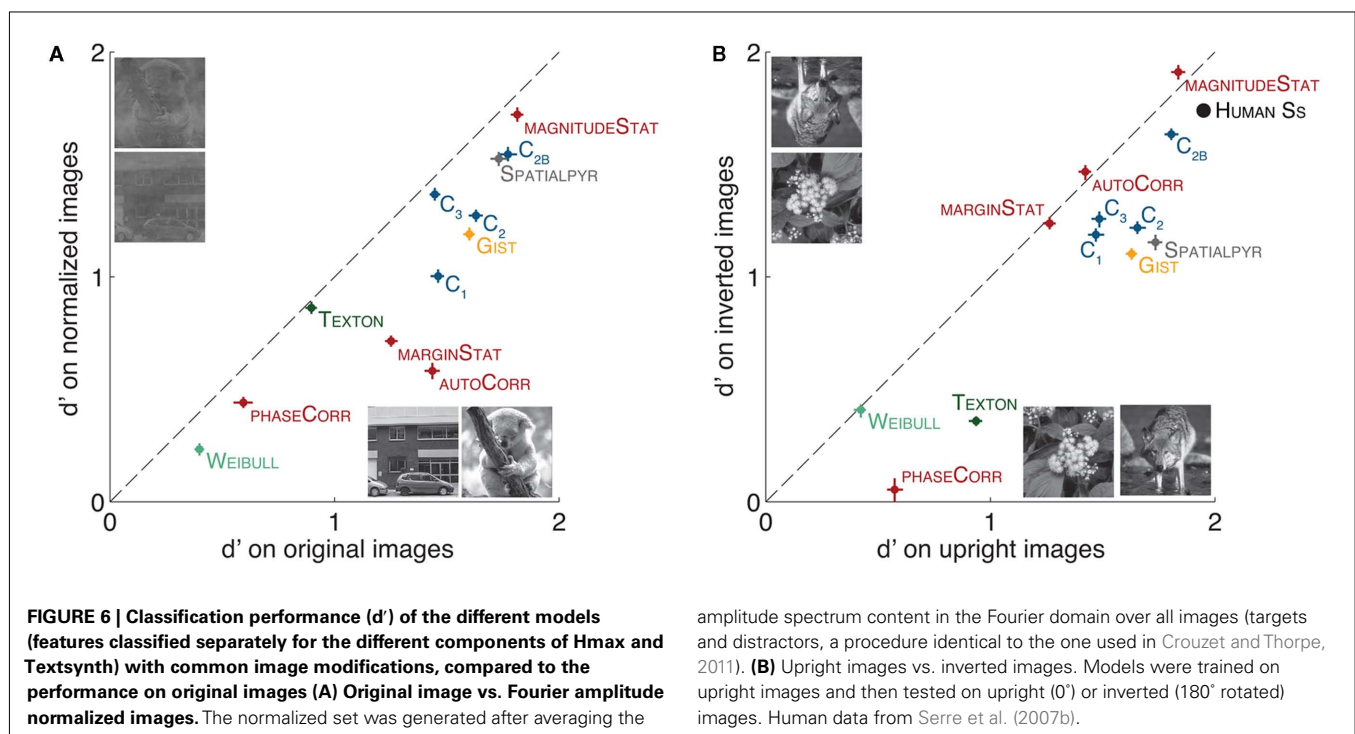 A
2
1
0
0
1
2
d' on normalized images
d' on original images
MAGNITUDESTAT
C2B
SPATIALPYR
C3
C2
GIST
C1
TEXTON
MARGINSTAT
AUTOCORR
PHASECORR
WEIBULL
B
2
1
0
0
1
2
d' on inverted images
d' on upright images
MAGNITUDESTAT
HUMAN SS
C2B
AUTOCORR
MARGINSTAT
C3
C2
C1
SPATIALPYR
GIST
TEXTON
WEIBULL
PHASECORR
FIGURE 6 | Classification performance (d′) of the different models
(features classified separately for the different components of Hmax and
Textsynth) with common image modifications, compared to the
performance on original images (A) Original image vs. Fourier amplitude
normalized images. The normalized set was generated after averaging the
amplitude spectrum content in the Fourier domain over all images (targets
and distractors, a procedure identical to the one used in Crouzet and Thorpe,
2011). (B) Upright images vs. inverted images. Models were trained on
upright images and then tested on upright (0°) or inverted (180° rotated)
images. Human data from Serre et al. (2007b).